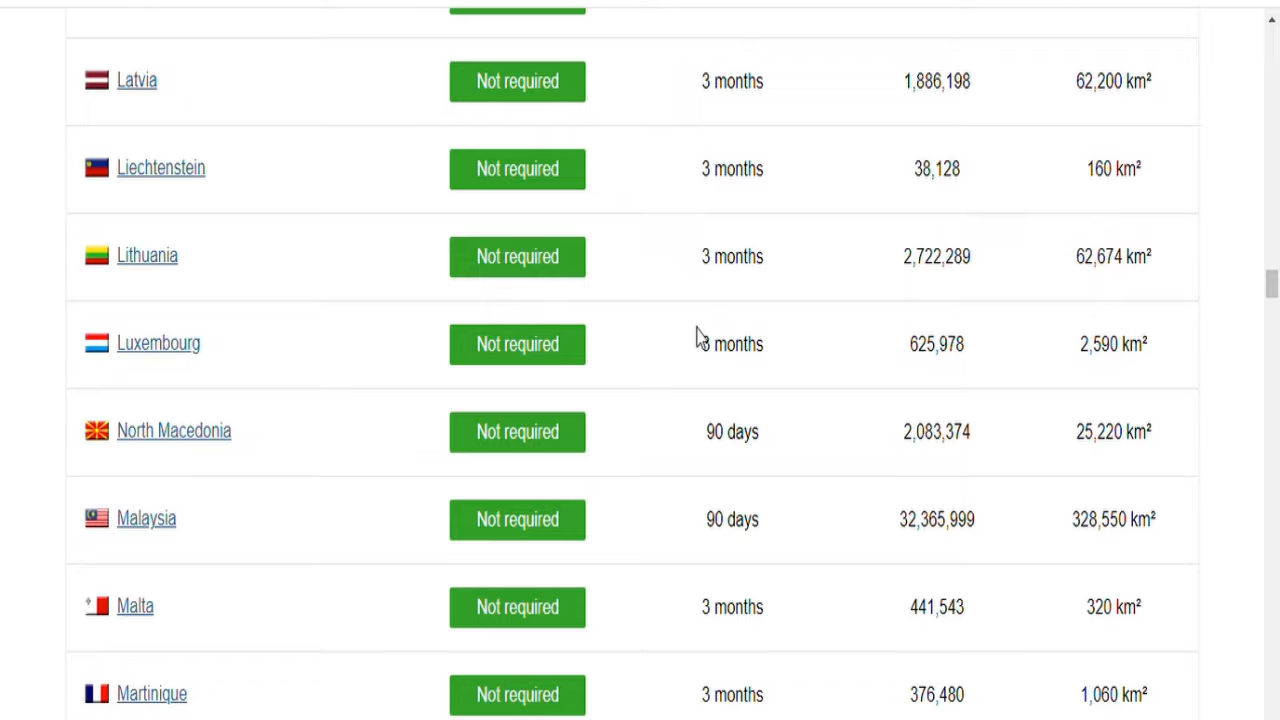 Latvia Not required 3 months 1,886,198 62,200 km²
Liechtenstein Not required 3 months 38,128 160 km²
Lithuania Not required 3 months 2,722,289 62,674 km²
Luxembourg Not required 3 months 625,978 2,590 km²
North Macedonia Not required 90 days 2,083,374 25,220 km²
Malaysia Not required 90 days 32,365,999 328,550 km²
Malta Not required 3 months 441,543 320 km²
Martinique Not required 3 months 376,480 1,060 km²